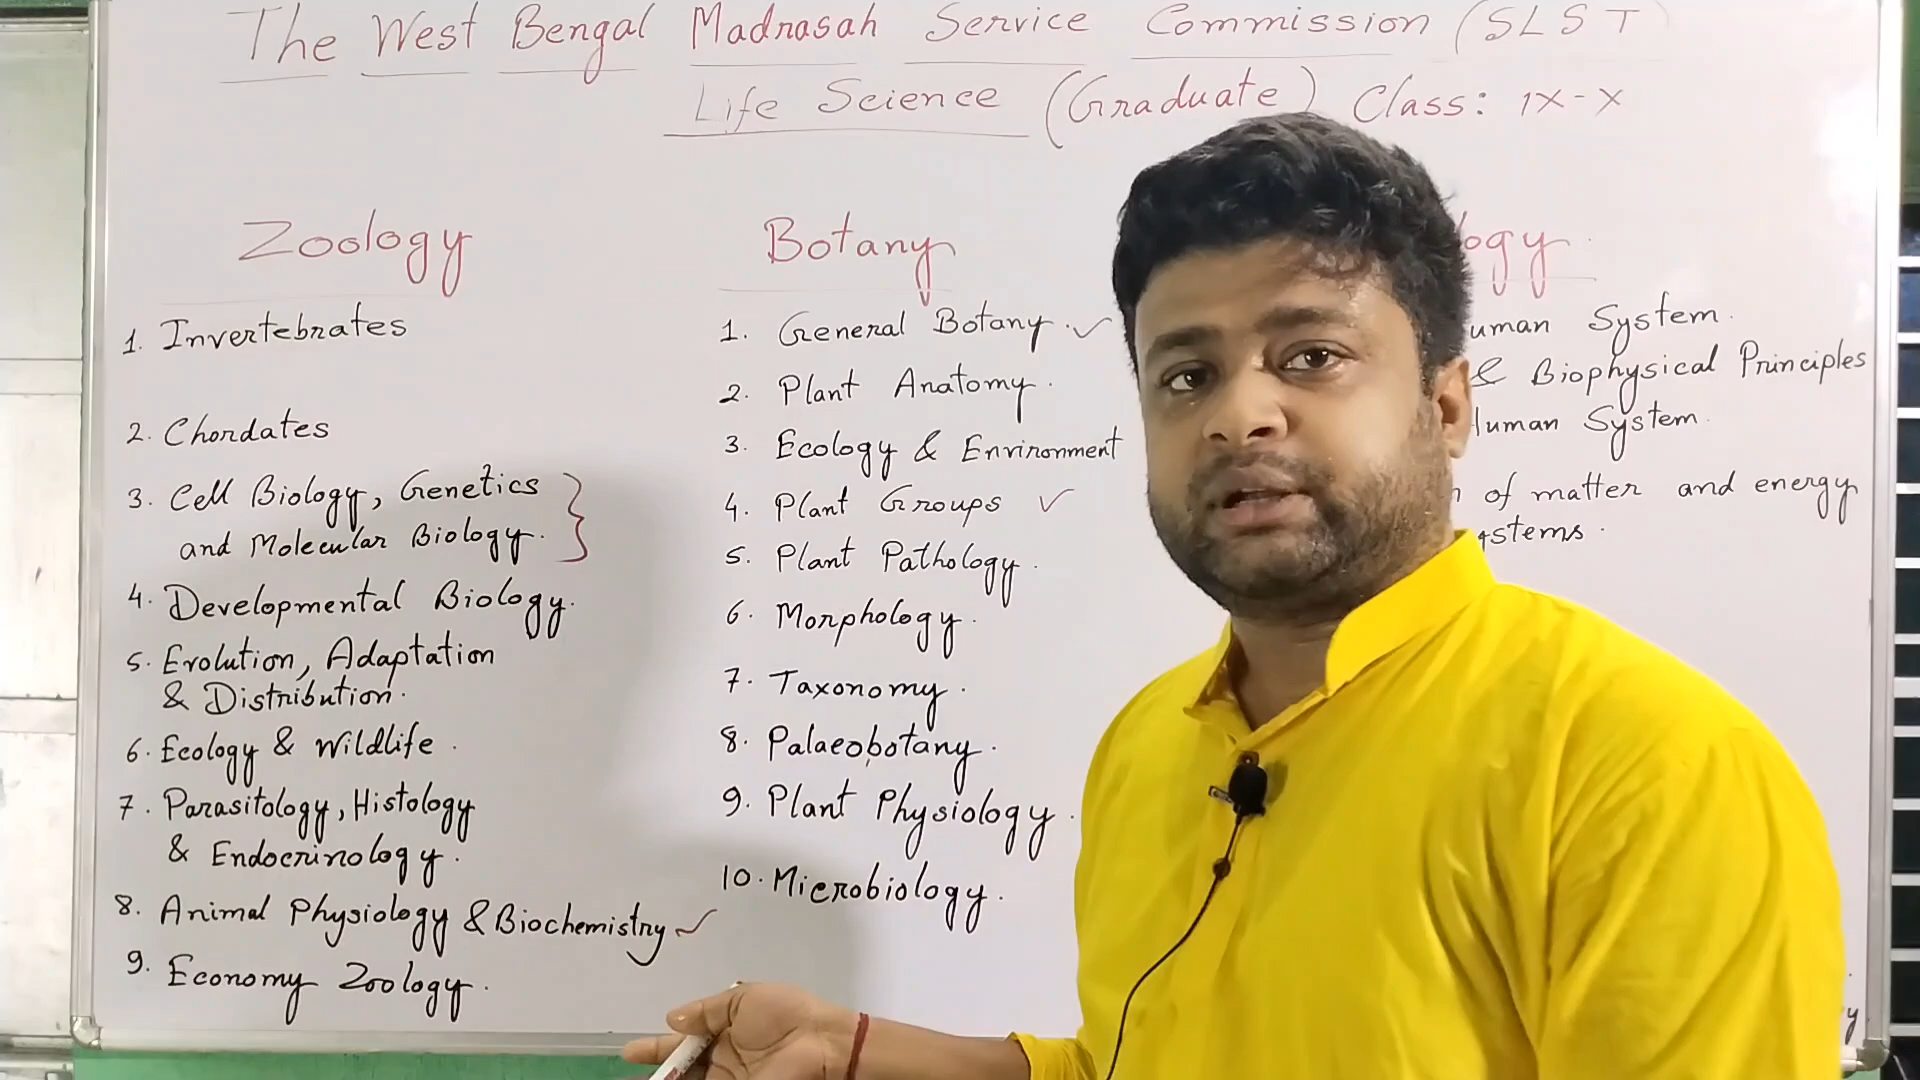 The West Bengal Madrasah Service Commission (SLST
Life Science (Graduate) Class: IX-X
Zoology
1. Invertebrates
2. Chordates
3. Cell Biology, Genetics
and Molecular Biology.
4. Developmental Biology.
5. Evolution, Adaptation
& Distribution.
6. Ecology & Wildlife.
7. Parasitology, Histology
& Endocrinology.
8. Animal Physiology & Biochemistry
9. Economy Zoology.
Botany
1. General Botany.
2. Plant Anatomy.
3. Ecology & Environment
4. Plant Groups
5. Plant Pathology.
6. Morphology.
7. Taxonomy.
8. Palaeobotany.
9. Plant Physiology.
10. Microbiology.
ogy.
uman System.
& Biophysical Principles
uman System.
of matter and energy
stems.